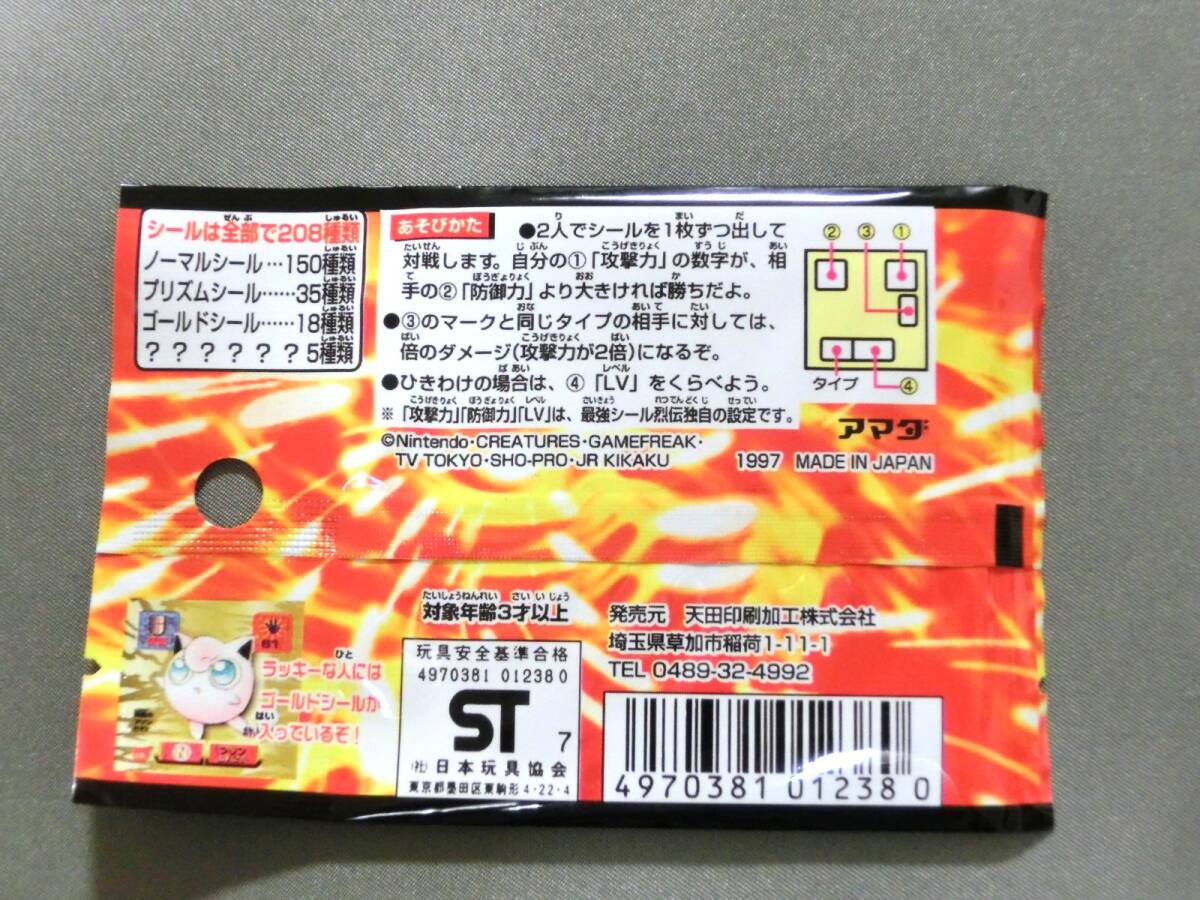 シールは全部で208種類
ノーマルシール…150種類
プリズムシール……35種類
ゴールドシール……18種類
? ? ? ? ? ? 5種類
あそびかた
●2人でシールを1枚ずつ出して
対戦します。自分の①「攻撃力」の数字が、相
手の②「防御力」より大きければ勝ちだよ。
●③のマークと同じタイプの相手に対しては、
倍のダメージ(攻撃力が2倍)になるぞ。
●ひきわけの場合は、④「LV」をくらべよう。
※「攻撃力」「防御力」「LV」は、最強シール烈伝独自の設定です。
② ③ ①
タイプ ④
アマダ
©Nintendo・CREATURES・GAMEFREAK・
TV TOKYO・SHO-PRO・JR KIKAKU
1997 MADE IN JAPAN
61
ラッキーな人には
ゴールドシールが
入っているぞ!
対象年齢3才以上
玩具安全基準合格
4970381 012380
ST 7
(社)日本玩具協会
東京都墨田区東駒形4-22-4
発売元 天田印刷加工株式会社
埼玉県草加市稲荷1-11-1
TEL 0489-32-4992
4970381 012380